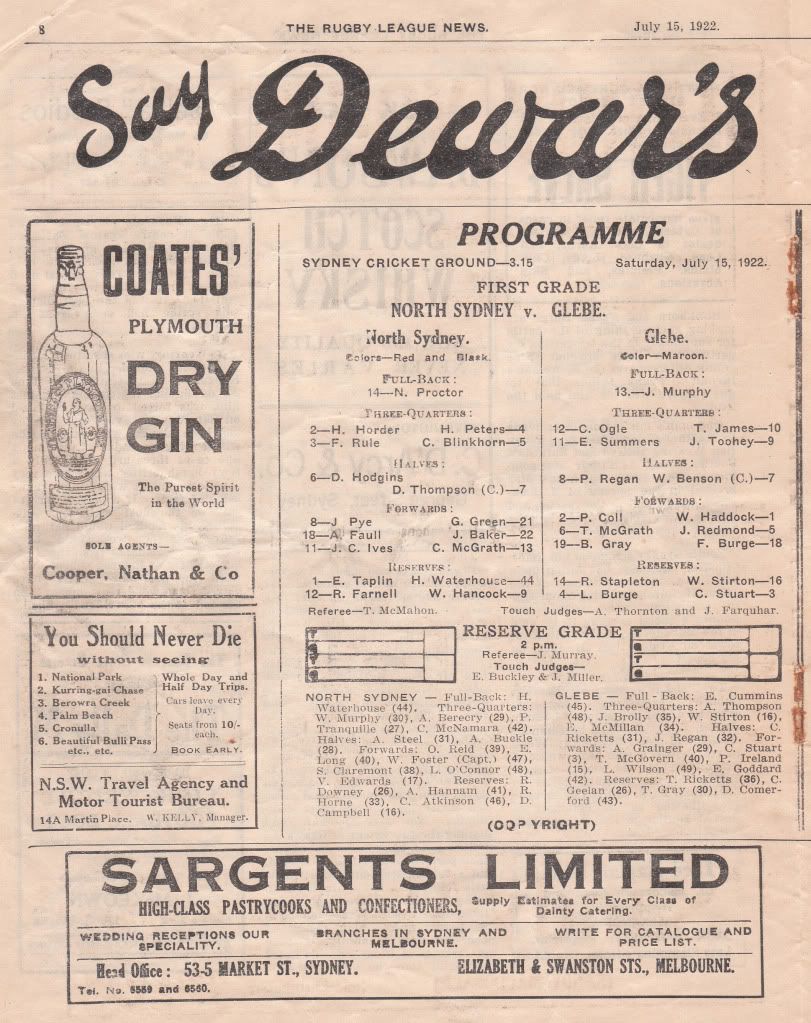 8
THE RUGBY LEAGUE NEWS.
July 15, 1922.
Say Dewar's
COATES'
PLYMOUTH
DRY
GIN
The Purest Spirit
in the World
SOLE AGENTS—
Cooper, Nathan & Co
You Should Never Die
without seeing
1. National Park
2. Kurring-gai Chase
3. Berowra Creek
4. Palm Beach
5. Cronulla
6. Beautiful Bulli Pass
etc., etc.
Whole Day and
Half Day Trips.
Cars leave every
Day.
Seats from 10/-
each.
BOOK EARLY.
N.S.W. Travel Agency and
Motor Tourist Bureau.
14A Martin Place. W. KELLY, Manager.
PROGRAMME
SYDNEY CRICKET GROUND—3.15 Saturday, July 15, 1922.
FIRST GRADE
NORTH SYDNEY v. GLEBE.
North Sydney.
Colors—Red and Black.
FULL-BACK:
14—N. Proctor
THREE-QUARTERS:
2—H. Horder H. Peters—4
3—F. Rule C. Blinkhorn—5
HALVES:
6—D. Hodgins
D. Thompson (C.)—7
FORWARDS:
8—J Pye G. Green—21
18—A. Faull J. Baker—22
11—J. C. Ives C. McGrath—13
RESERVES:
1—E. Taplin H. Waterhouse—44
12—R. Farnell W. Hancock—9
Glebe.
Color—Maroon.
FULL-BACK:
13.—J. Murphy
THREE-QUARTERS:
12—C. Ogle T. James—10
11—E. Summers J. Toohey—9
HALVES:
8—P. Regan W. Benson (C.)—7
FORWARDS:
2—P. Coll W. Haddock—1
6—T. McGrath J. Redmond—5
19—B. Gray F. Burge—18
RESERVES:
14—R. Stapleton W. Stirton—16
4—L. Burge C. Stuart—3
Referee—T. McMahon. Touch Judges—A. Thornton and J. Farquhar.
RESERVE GRADE
2 p.m.
Referee—J. Murray.
Touch Judges—
E. Buckley & J. Miller.
NORTH SYDNEY — Full-Back: H.
Waterhouse (44). Three-Quarters:
W. Murphy (30), A. Berecry (29), P.
Tranquille (27), C. McNamara (42).
Halves: A. Steel (31), A. Buckle
(28). Forwards: O. Reid (39), E.
Long (40), W. Foster (Capt.) (47),
S. Claremont (38), L. O'Connor (48),
V. Edwards (17). Reserves: R.
Downey (26), A. Hannam (41), R.
Horne (33), C. Atkinson (46), D.
Campbell (16).
GLEBE — Full-Back: E. Cummins
(45). Three-Quarters: A. Thompson
(48), J. Brolly (35), W. Stirton (16),
E. McMillan (34). Halves: C.
Ricketts (31), J. Regan (32). For-
wards: A. Grainger (29), C. Stuart
(3), T. McGovern (40), P. Ireland
(15), L. Wilson (49), E. Goddard
(42). Reserves: T. Ricketts (36), C.
Geelan (26), T. Gray (30), D. Comer-
ford (43).
(COPYRIGHT)
SARGENTS LIMITED
HIGH-CLASS PASTRYCOOKS AND CONFECTIONERS, Supply Estimates for Every Class of
Dainty Catering.
WEDDING RECEPTIONS OUR
SPECIALITY.
BRANCHES IN SYDNEY AND
MELBOURNE.
WRITE FOR CATALOGUE AND
PRICE LIST.
Head Office: 53-5 MARKET ST., SYDNEY. ELIZABETH & SWANSTON STS., MELBOURNE.
Tel. No. 6559 and 6560.